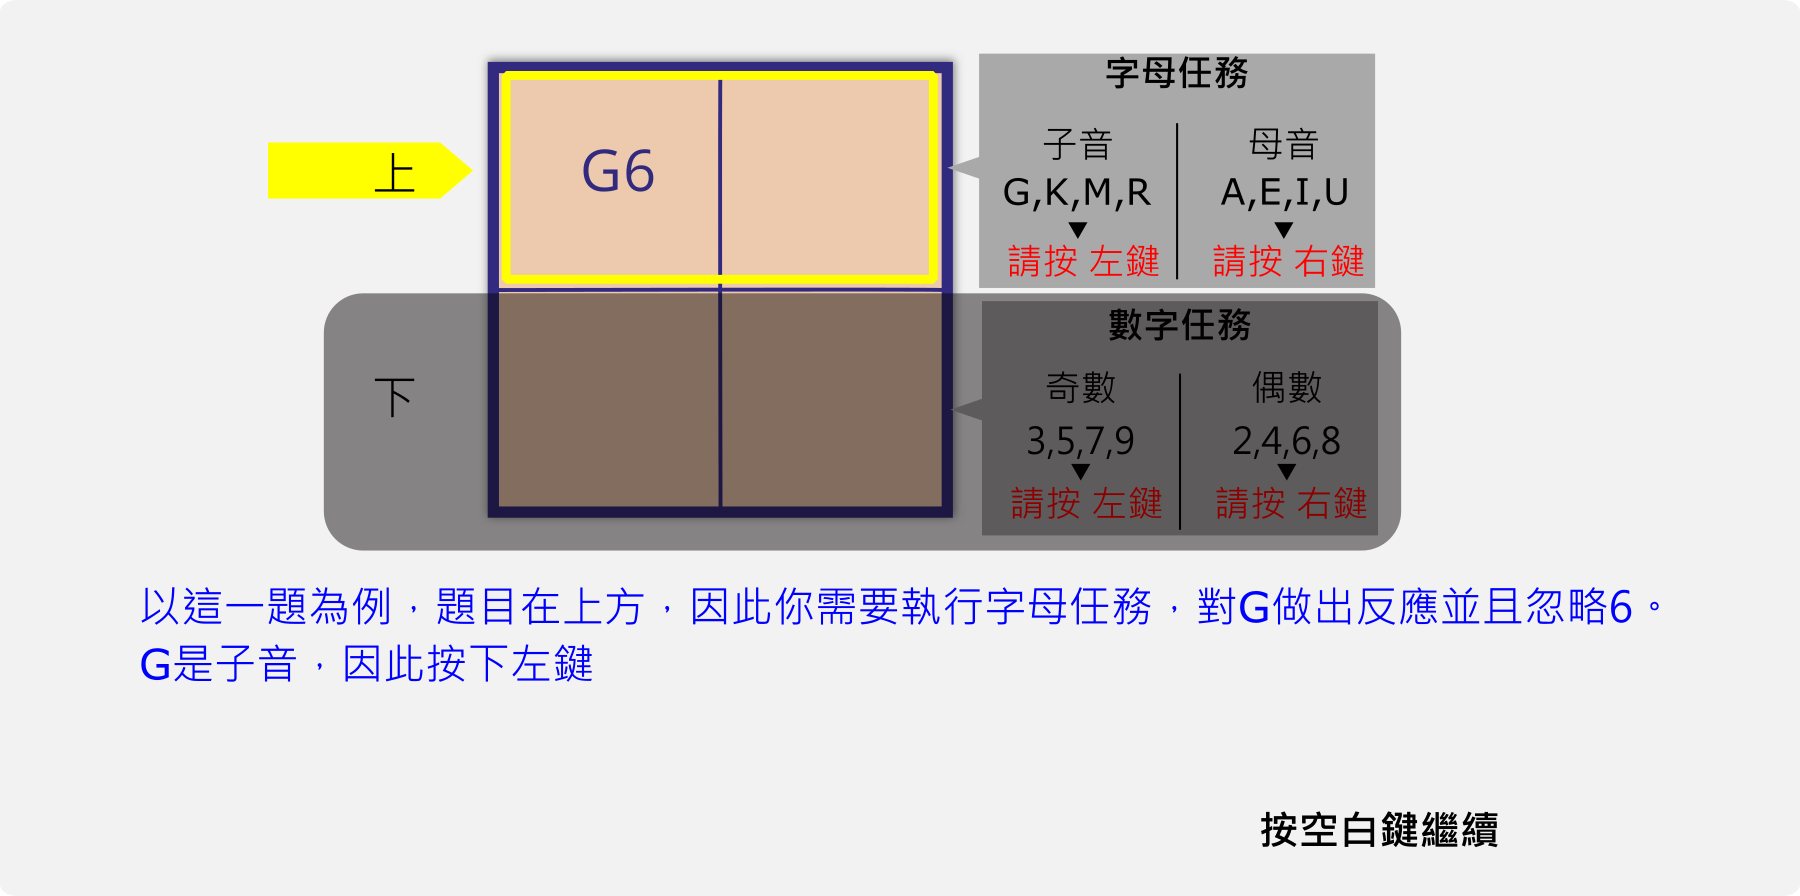 字母任務
子音 母音
G,K,M,R A,E,I,U
請按 左鍵 請按 右鍵
上
G6
數字任務
奇數 偶數
3,5,7,9 2,4,6,8
請按 左鍵 請按 右鍵
下
以這一題為例，題目在上方，因此你需要執行字母任務，對G做出反應並且忽略6。
G是子音，因此按下左鍵
按空白鍵繼續